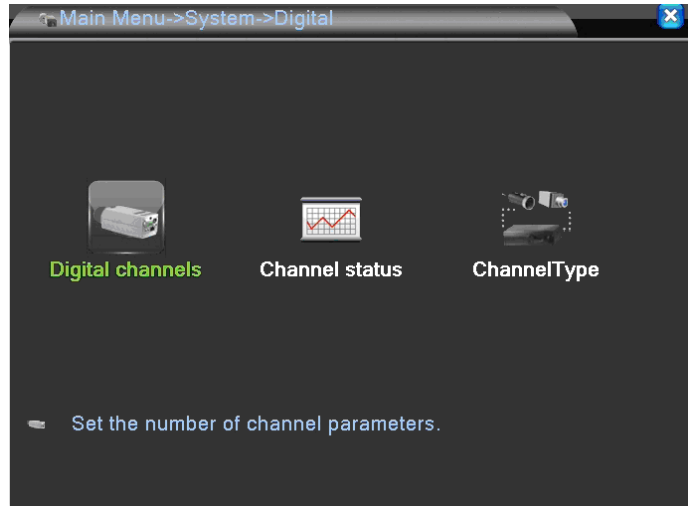 Main Menu->System->Digital
Digital channels
Channel status
ChannelType
Set the number of channel parameters.